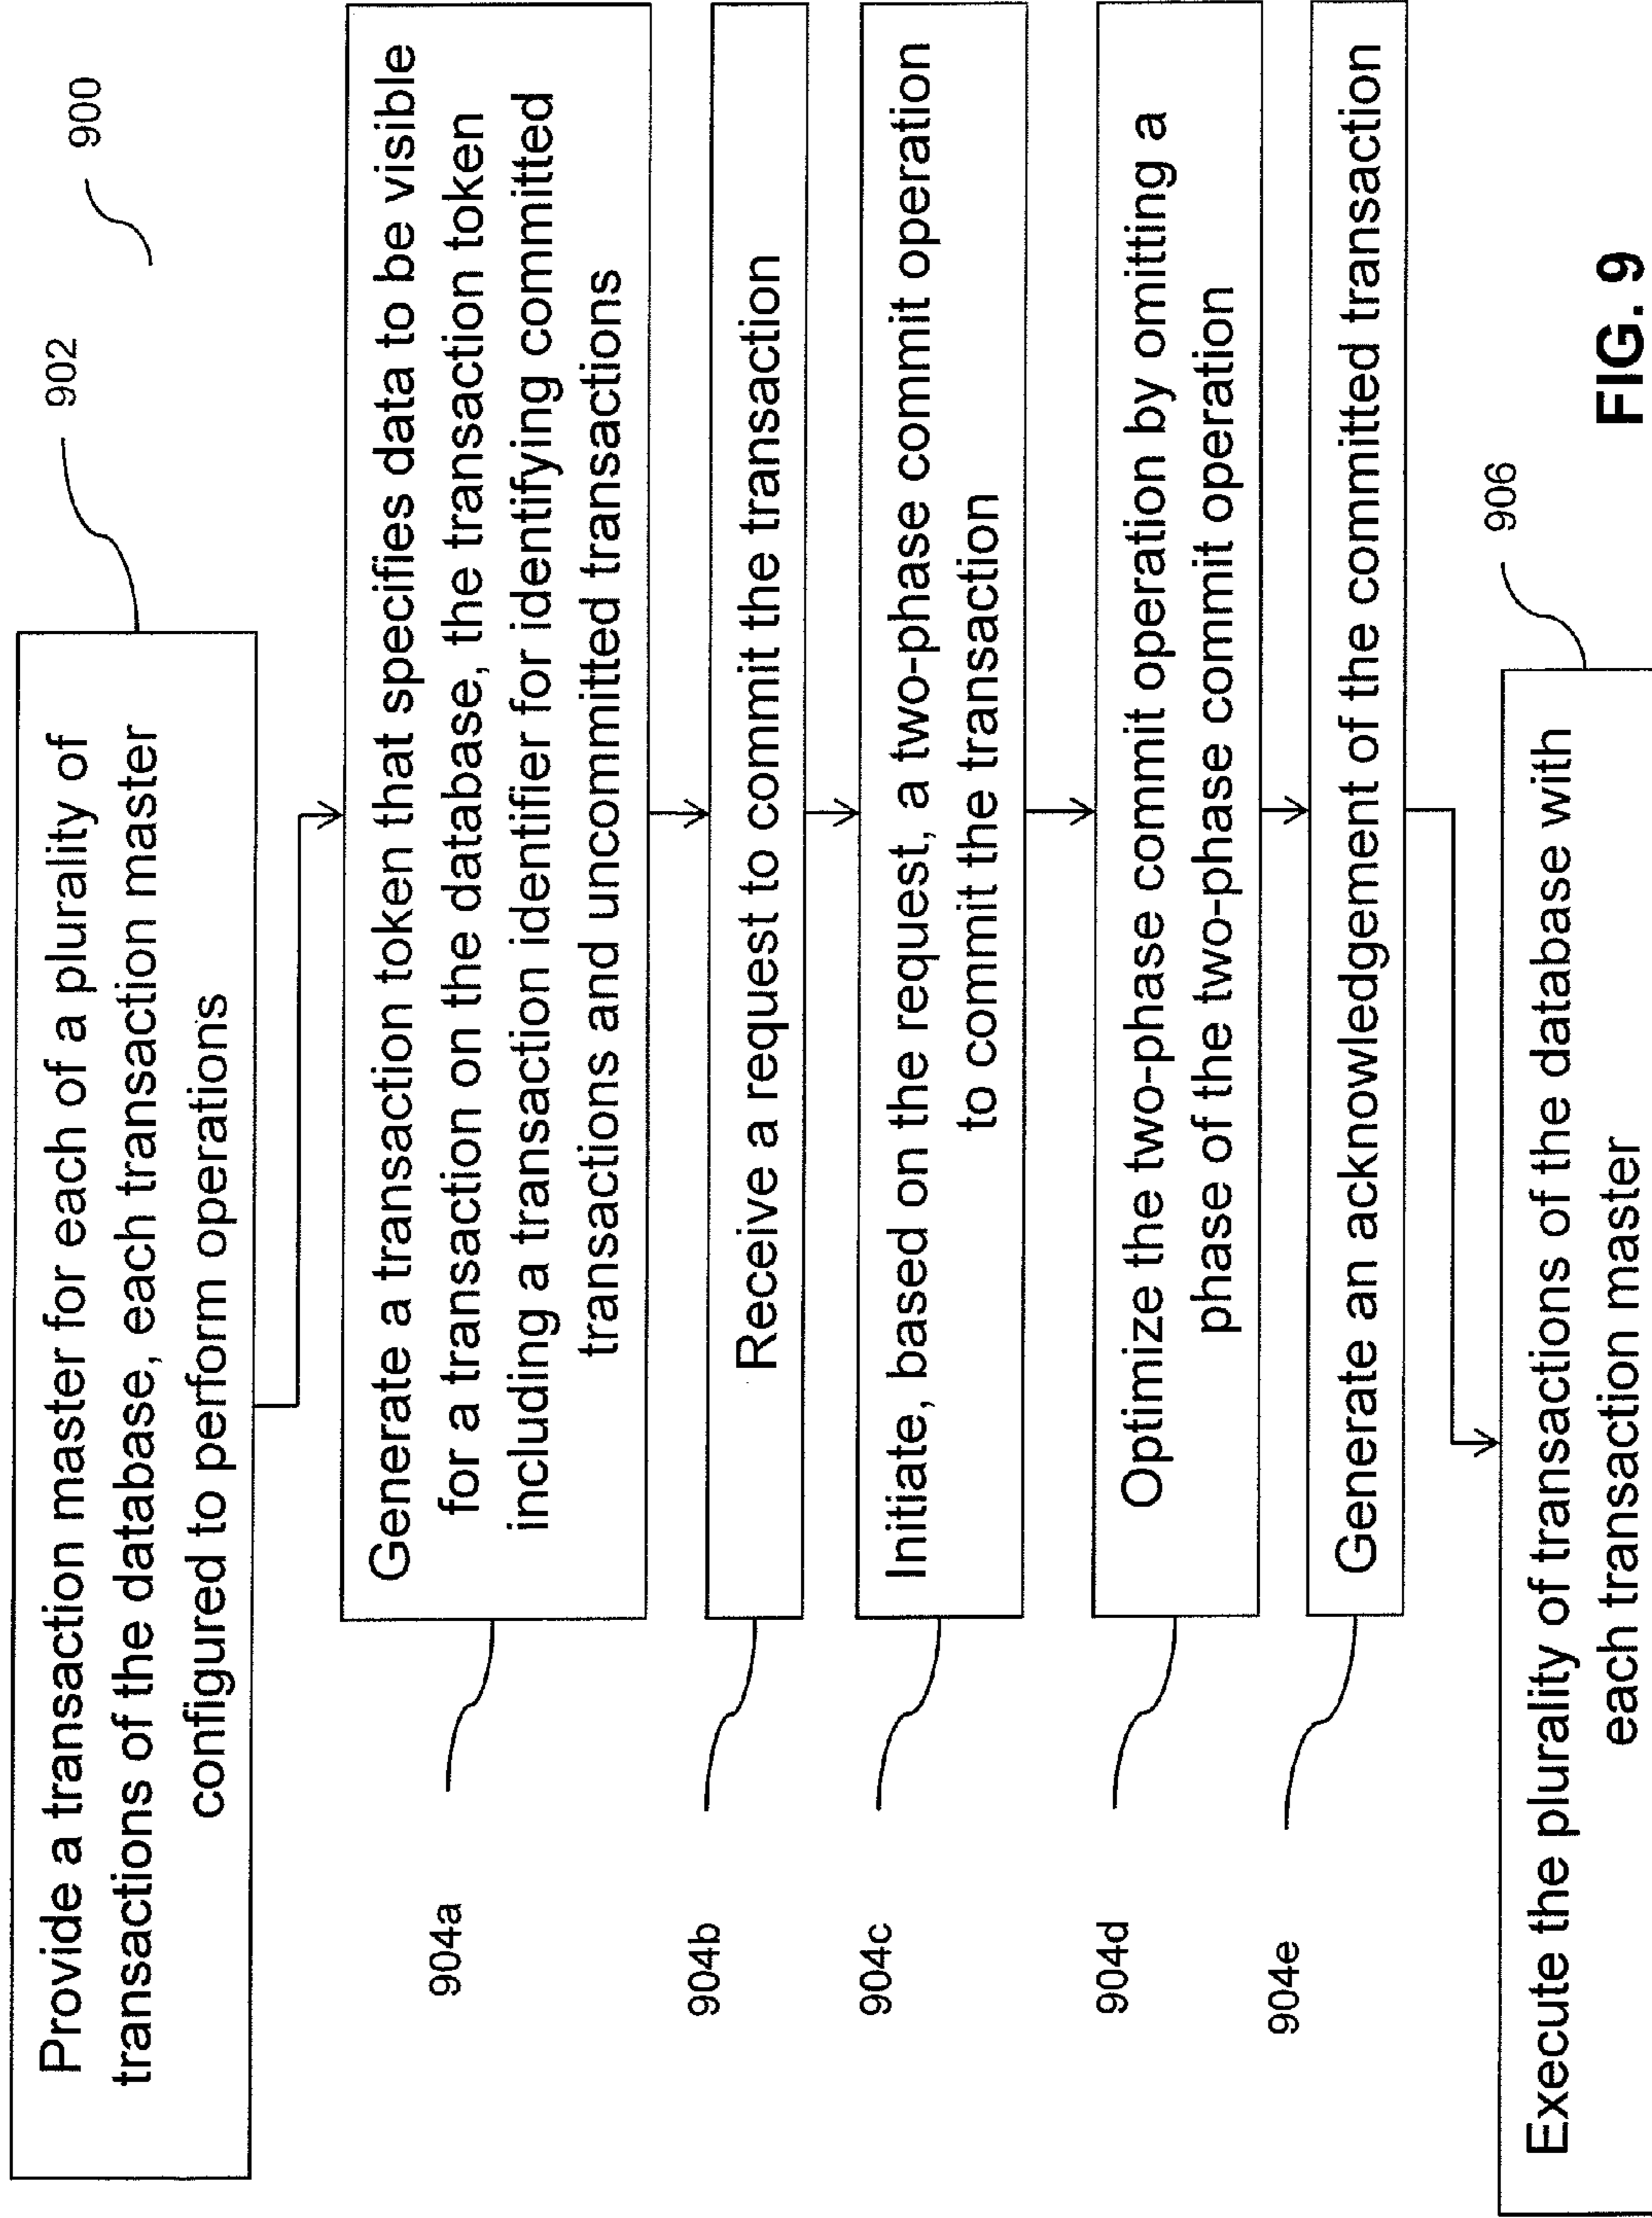 900
902
Provide a transaction master for each of a plurality of
transactions of the database, each transaction master
configured to perform operations
904a
Generate a transaction token that specifies data to be visible
for a transaction on the database, the transaction token
including a transaction identifier for identifying committed
transactions and uncommitted transactions
904b
Receive a request to commit the transaction
904c
Initiate, based on the request, a two-phase commit operation
to commit the transaction
904d
Optimize the two-phase commit operation by omitting a
phase of the two-phase commit operation
904e
Generate an acknowledgement of the committed transaction
906
Execute the plurality of transactions of the database with
each transaction master
FIG. 9